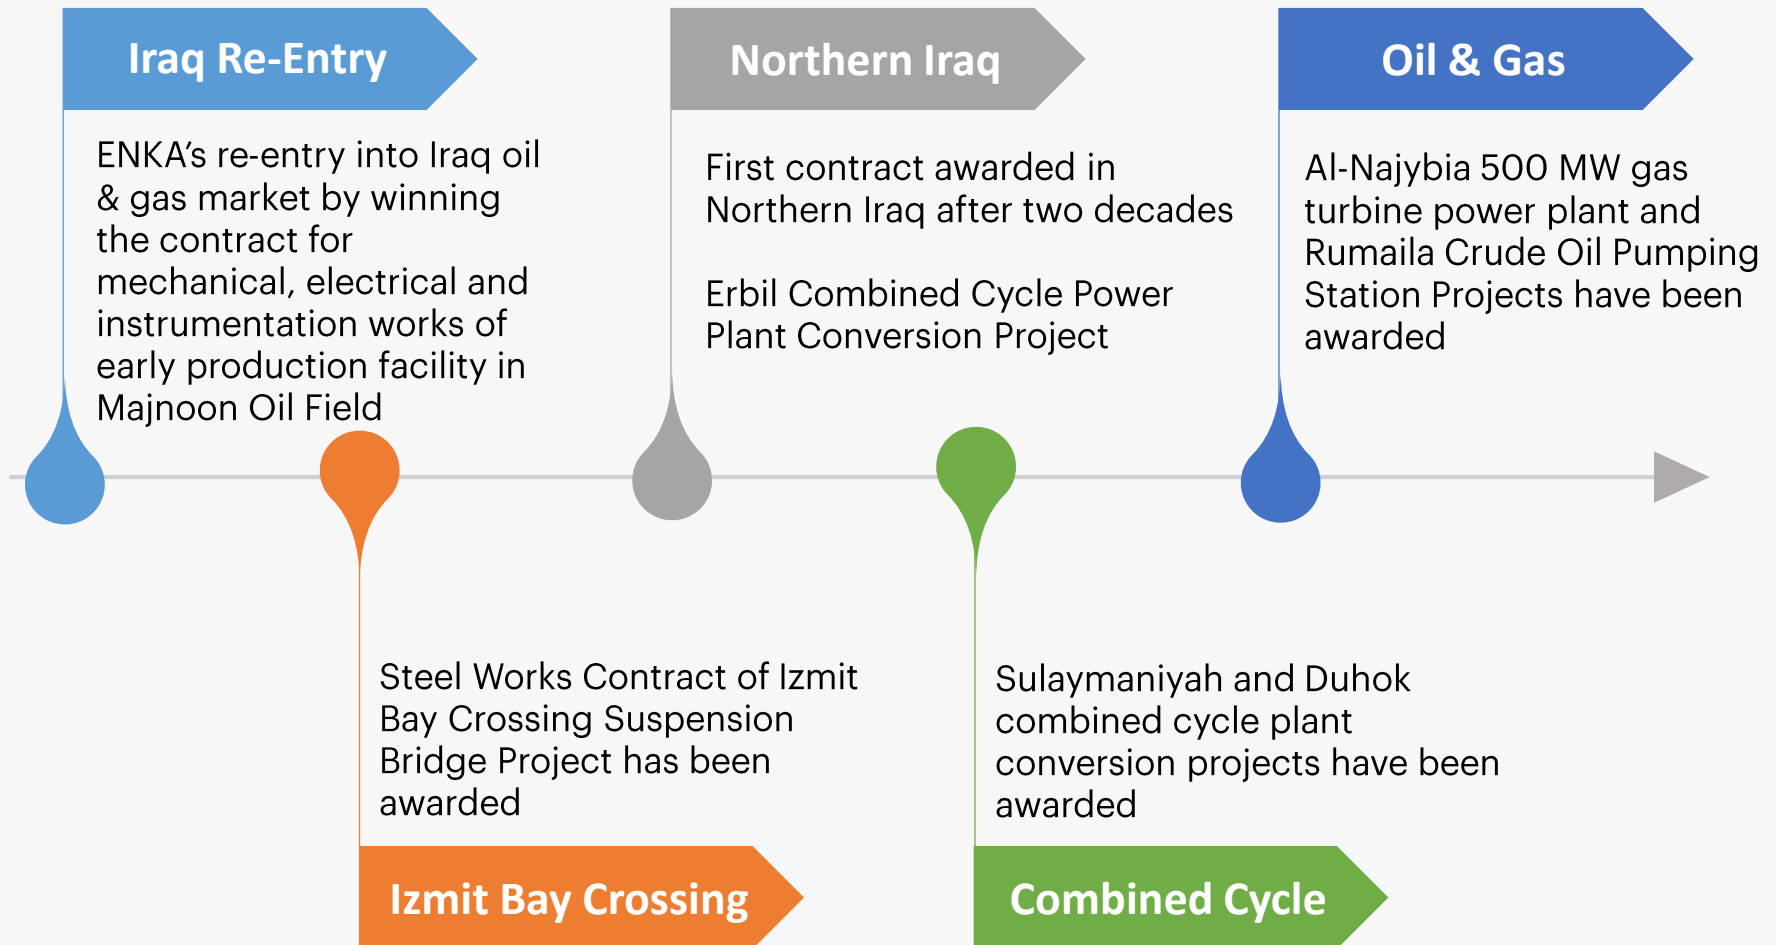 Iraq Re-Entry
ENKA’s re-entry into Iraq oil
& gas market by winning
the contract for
mechanical, electrical and
instrumentation works of
early production facility in
Majnoon Oil Field
Northern Iraq
First contract awarded in
Northern Iraq after two decades
Erbil Combined Cycle Power
Plant Conversion Project
Oil & Gas
Al-Najybia 500 MW gas
turbine power plant and
Rumaila Crude Oil Pumping
Station Projects have been
awarded
Steel Works Contract of Izmit
Bay Crossing Suspension
Bridge Project has been
awarded
Izmit Bay Crossing
Sulaymaniyah and Duhok
combined cycle plant
conversion projects have been
awarded
Combined Cycle